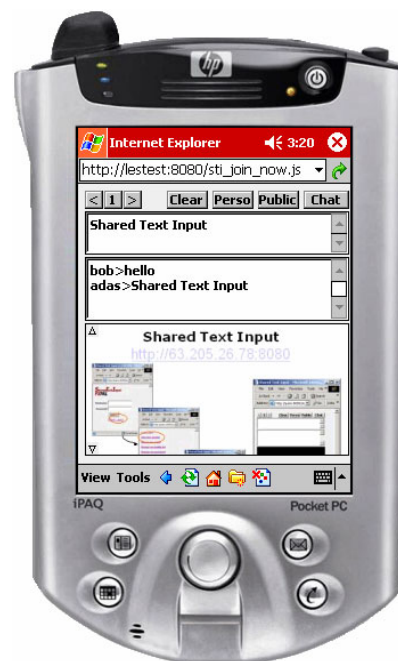 hp
Internet Explorer 3:20
http://lestest:8080/sti_join_now.js
< 1 > Clear Perso Public Chat
Shared Text Input
bob>hello
adas>Shared Text Input
Shared Text Input
http://63.205.26.78:8080
View Tools
iPAQ Pocket PC